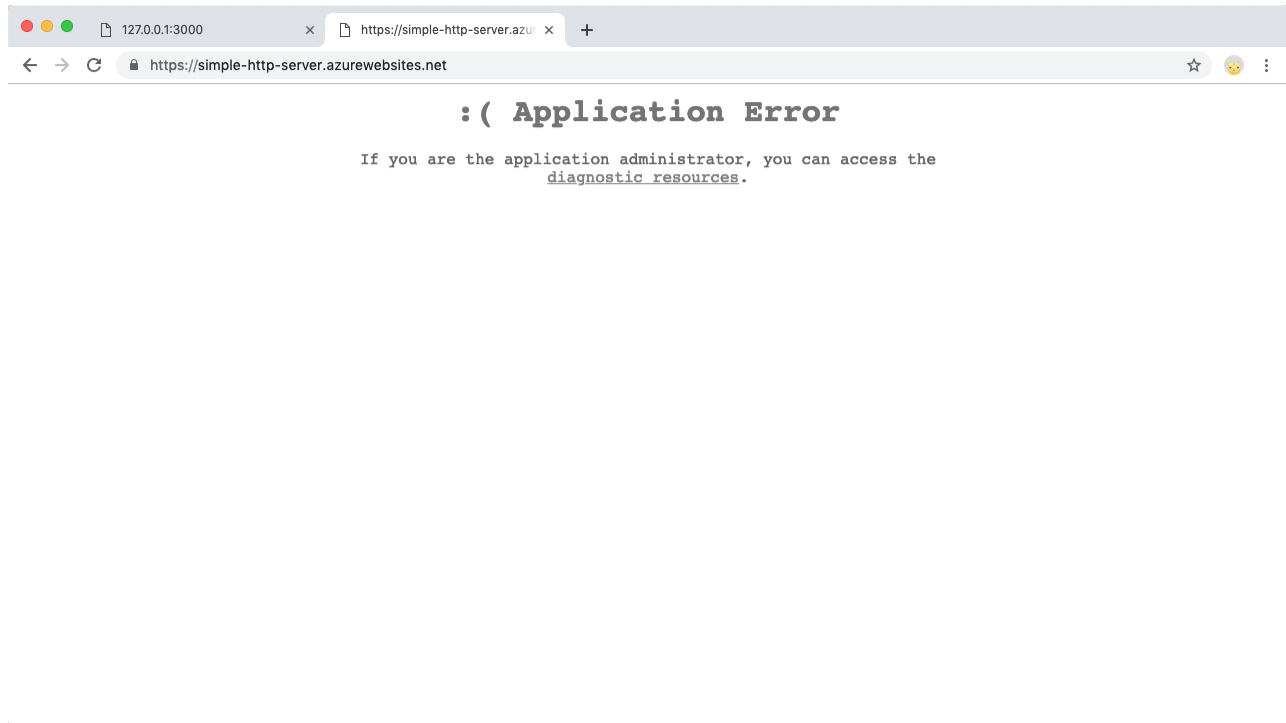 127.0.0.1:3000
https://simple-http-server.azur
https://simple-http-server.azurewebsites.net
:( Application Error
If you are the application administrator, you can access the
diagnostic resources.